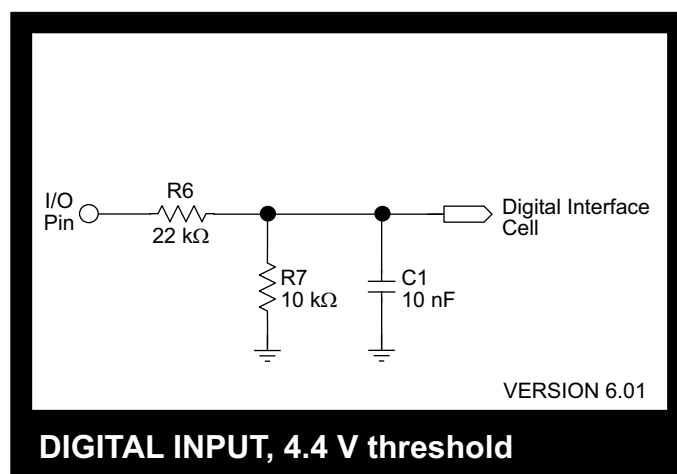 I/O
Pin
R6
22 kΩ
R7
10 kΩ
C1
10 nF
Digital Interface
Cell
VERSION 6.01
DIGITAL INPUT, 4.4 V threshold